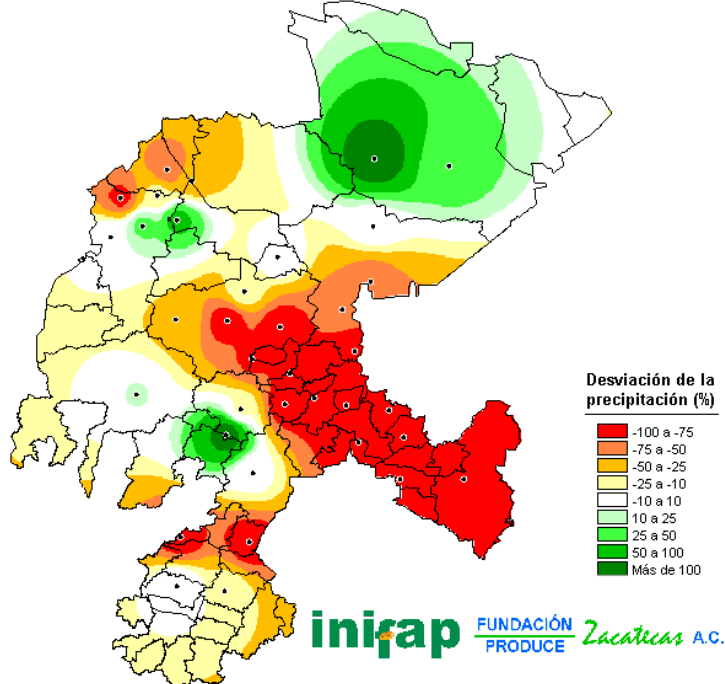 Desviación de la
precipitación (%)
-100 a -75
-75 a -50
-50 a -25
-25 a -10
-10 a 10
10 a 25
25 a 50
50 a 100
Más de 100
inifap
FUNDACIÓN
PRODUCE
Zacatecas A.C.